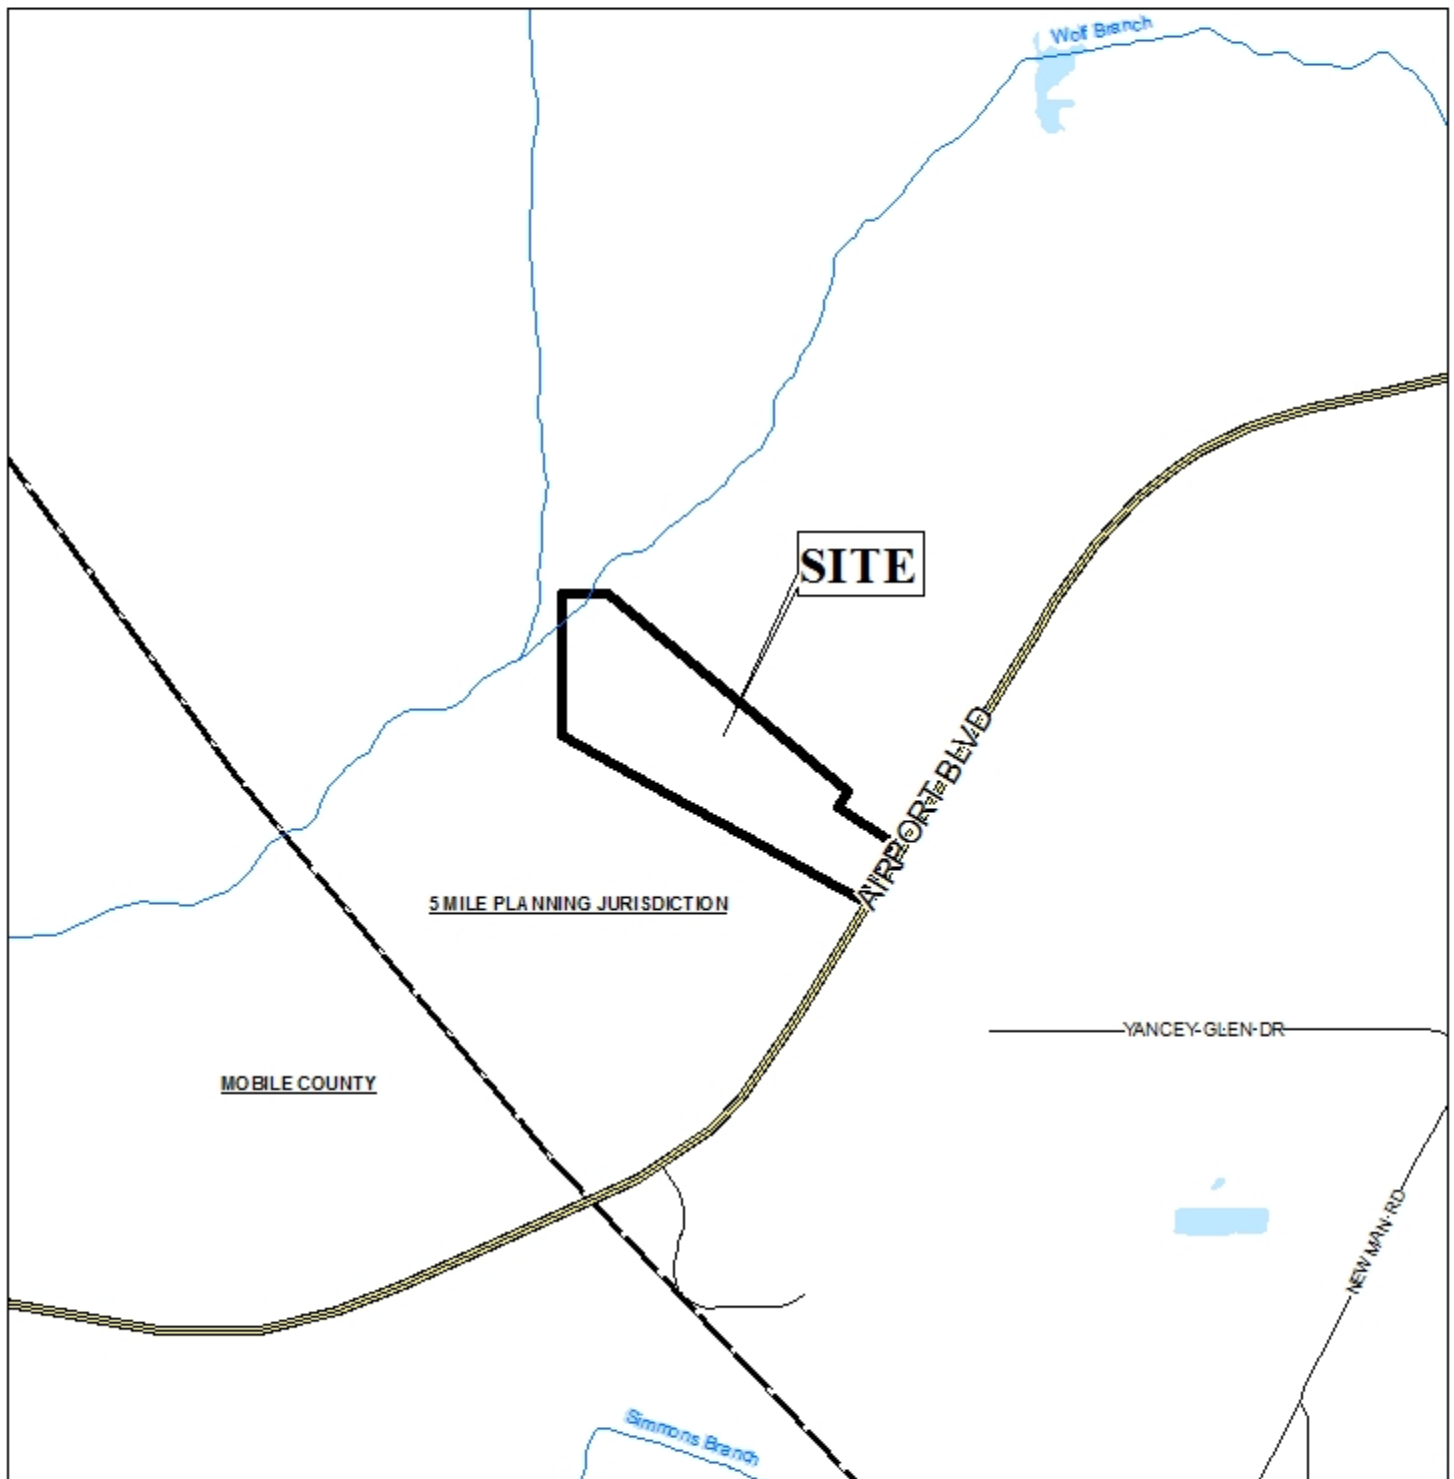 Wolf Branch
SITE
AIRPORT BLVD
5 MILE PLANNING JURISDICTION
YANCEY GLEN DR
MOBILE COUNTY
NEWMAN RD
Simmons Branch